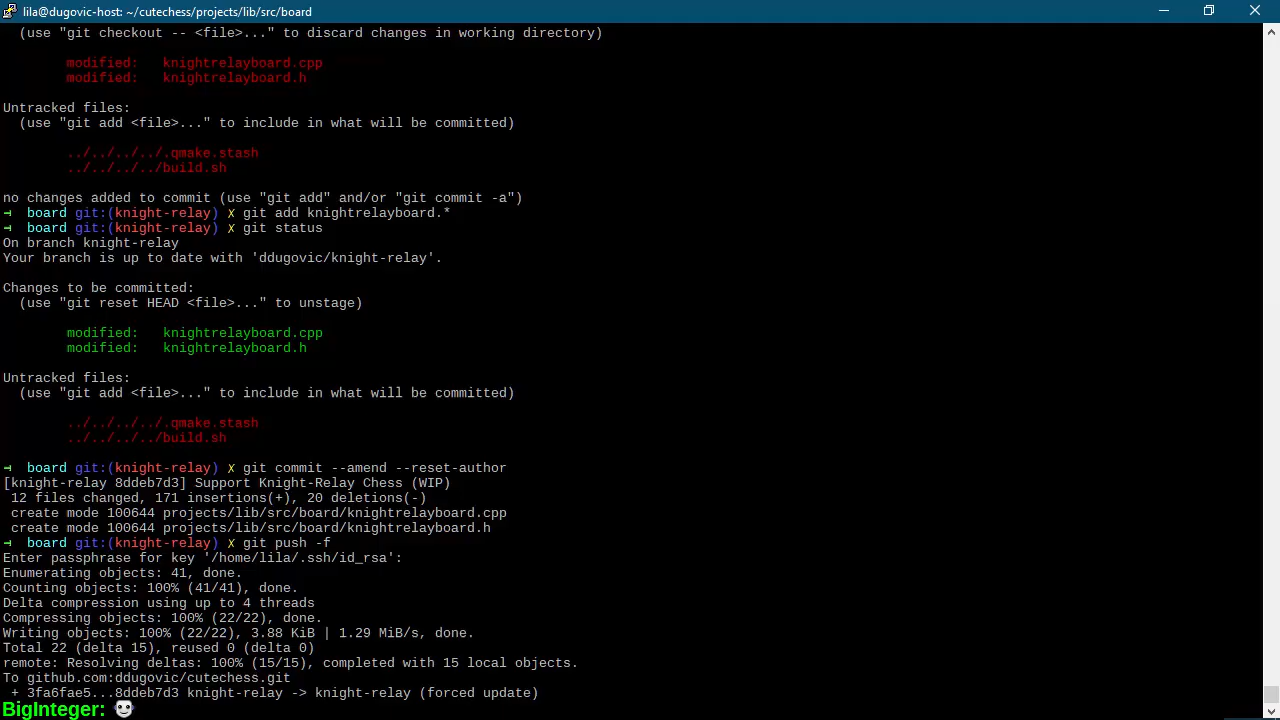 lila@dugovic-host: ~/cutechess/projects/lib/src/board
(use "git checkout -- <file>..." to discard changes in working directory)
modified:   knightrelayboard.cpp
modified:   knightrelayboard.h
Untracked files:
(use "git add <file>..." to include in what will be committed)
../../../../.qmake.stash
../../../../build.sh
no changes added to commit (use "git add" and/or "git commit -a")
board git:(knight-relay) ✗ git add knightrelayboard.*
board git:(knight-relay) ✗ git status
On branch knight-relay
Your branch is up to date with 'ddugovic/knight-relay'.
Changes to be committed:
(use "git reset HEAD <file>..." to unstage)
modified:   knightrelayboard.cpp
modified:   knightrelayboard.h
Untracked files:
(use "git add <file>..." to include in what will be committed)
../../../../.qmake.stash
../../../../build.sh
board git:(knight-relay) ✗ git commit --amend --reset-author
[knight-relay 8ddeb7d3] Support Knight-Relay Chess (WIP)
12 files changed, 171 insertions(+), 20 deletions(-)
create mode 100644 projects/lib/src/board/knightrelayboard.cpp
create mode 100644 projects/lib/src/board/knightrelayboard.h
board git:(knight-relay) ✗ git push -f
Enter passphrase for key '/home/lila/.ssh/id_rsa':
Enumerating objects: 41, done.
Counting objects: 100% (41/41), done.
Delta compression using up to 4 threads
Compressing objects: 100% (22/22), done.
Writing objects: 100% (22/22), 3.88 KiB | 1.29 MiB/s, done.
Total 22 (delta 15), reused 0 (delta 0)
remote: Resolving deltas: 100% (15/15), completed with 15 local objects.
To github.com:ddugovic/cutechess.git
+ 3fa6fae5...8ddeb7d3 knight-relay -> knight-relay (forced update)
BigInteger: